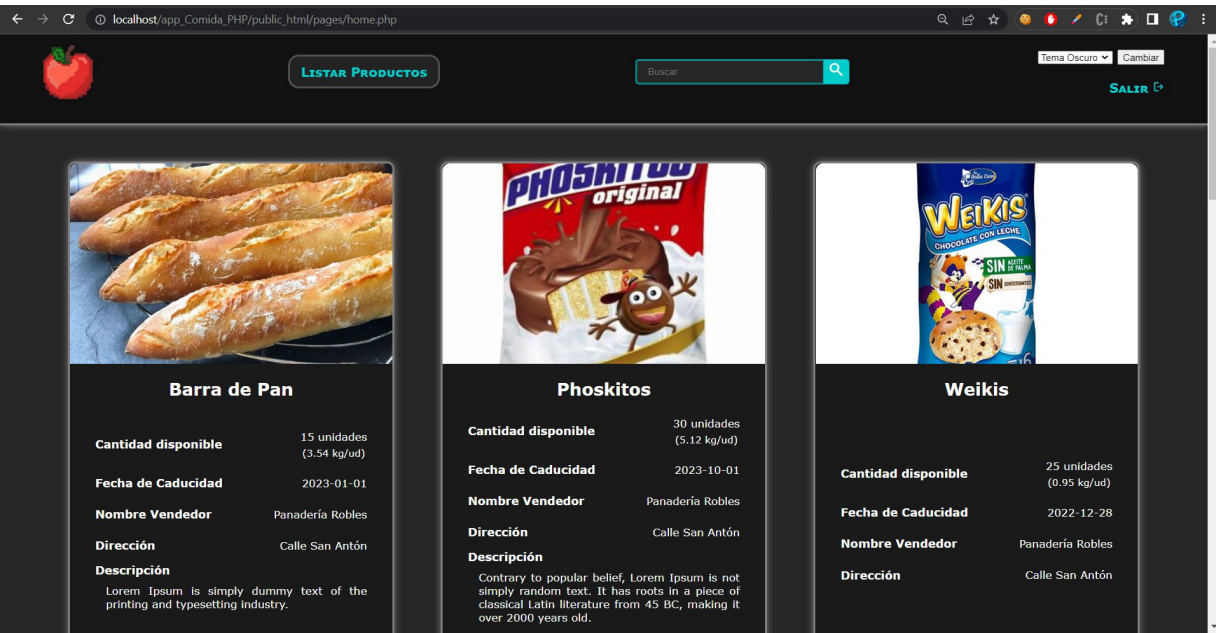 localhost/app_Comida_PHP/public_html/pages/home.php
Listar Productos
Buscar
Tema Oscuro
Cambiar
Salir
PHOSKITOS
original
La Bella Easo
WEIKIS
CHOCOLATE CON LECHE
SIN ACEITE DE PALMA
SIN CONSERVANTES
x6
Barra de Pan
Cantidad disponible 15 unidades
(3.54 kg/ud)
Fecha de Caducidad 2023-01-01
Nombre Vendedor Panadería Robles
Dirección Calle San Antón
Descripción
Lorem Ipsum is simply dummy text of the
printing and typesetting industry.
Phoskitos
Cantidad disponible 30 unidades
(5.12 kg/ud)
Fecha de Caducidad 2023-10-01
Nombre Vendedor Panadería Robles
Dirección Calle San Antón
Descripción
Contrary to popular belief, Lorem Ipsum is not
simply random text. It has roots in a piece of
classical Latin literature from 45 BC, making it
over 2000 years old.
Weikis
Cantidad disponible 25 unidades
(0.95 kg/ud)
Fecha de Caducidad 2022-12-28
Nombre Vendedor Panadería Robles
Dirección Calle San Antón